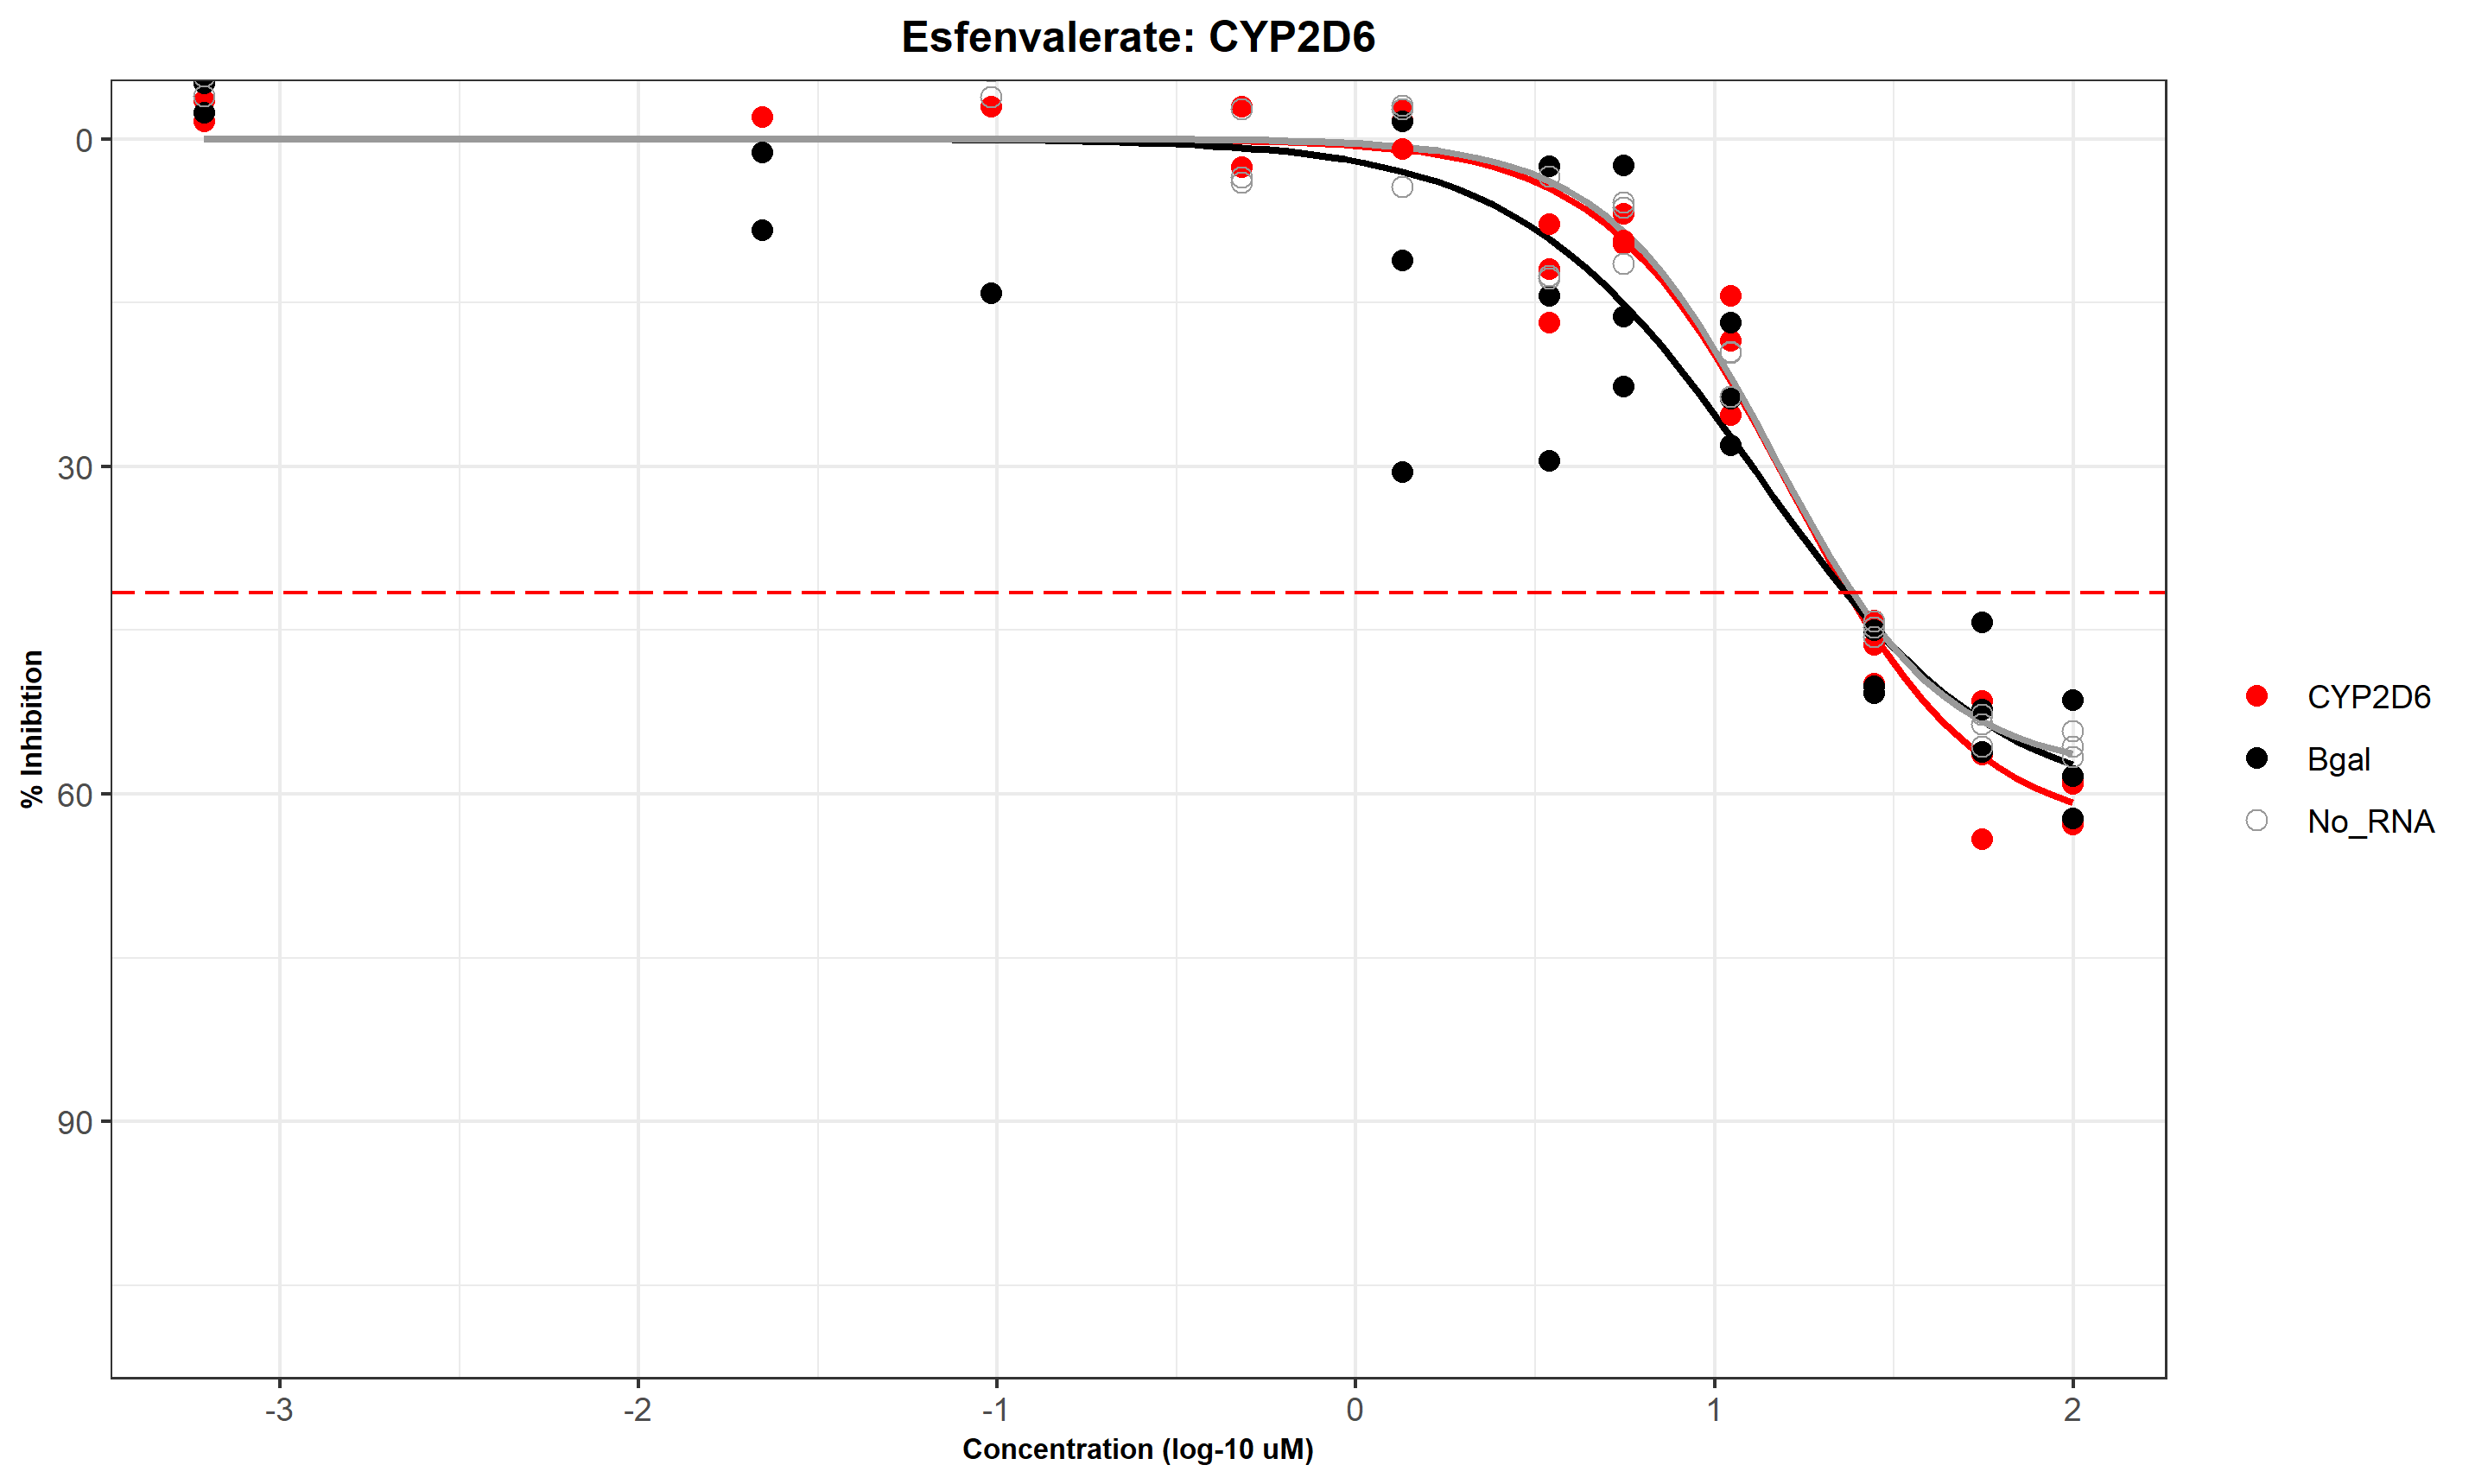 Esfenvalerate: CYP2D6
0
30
60
90
% Inhibition
-3
-2
-1
0
1
2
Concentration (log-10 uM)
CYP2D6
Bgal
No_RNA